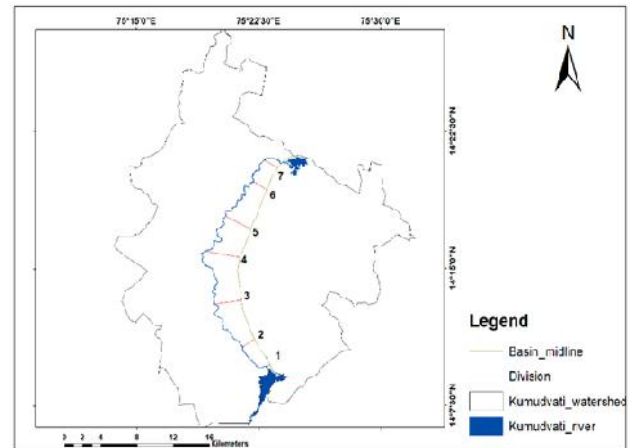 75°15'0"E 75°22'30"E 75°30'0"E
N
14°22'30"N
7
6
5
4
14°15'0"N
3
2
1
Legend
Basin_midline
Division
Kumudvati_watershed
Kumudvati_river
14°7'30"N
0 2 4 8 12 16
Kilometers